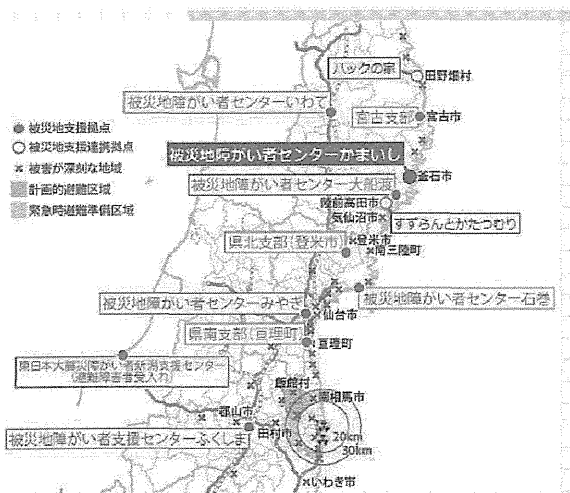 ハックの家
田野畑村
被災地障がい者センターいわて
宮古支部
宮古市
被災地支援拠点
被災地支援連携拠点
被害が深刻な地域
計画的避難区域
緊急時避難準備区域
被災地障がい者センターかまいし
釜石市
被災地障がい者センター大船渡
陸前高田市
気仙沼市
すずらんとかたつむり
県北支部(登米市)
登米市
南三陸町
被災地障がい者センターみやぎ
被災地障がい者センター石巻
仙台市
県南支部(亘理町)
亘理町
東日本大震災障がい者新潟支援センター
(避難障害者受入れ)
飯館村
南相馬市
郡山市
田村市
被災地障がい者支援センターふくしま
20km
30km
いわき市